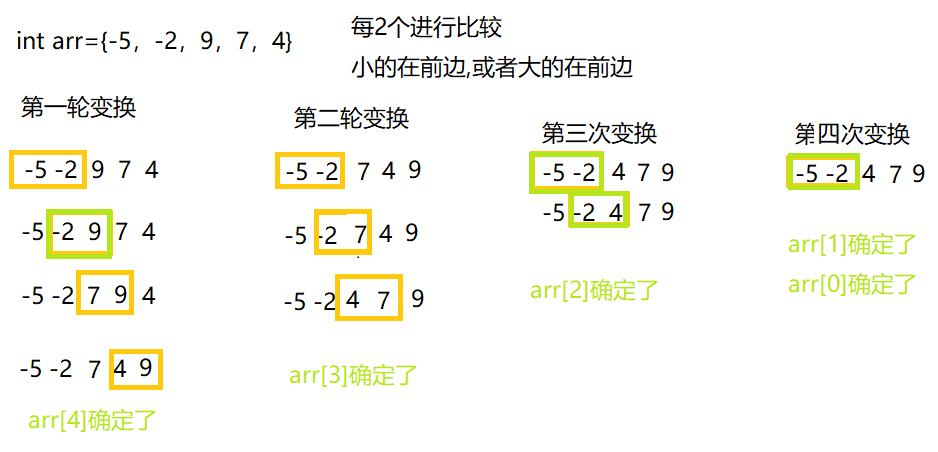 int arr={-5，-2，9，7，4}
每2个进行比较
小的在前边,或者大的在前边
第一轮变换
-5 -2 9 7 4
-5 -2 9 7 4
-5 -2 7 9 4
-5 -2 7 4 9
arr[4]确定了
第二轮变换
-5 -2 7 4 9
-5 -2 7 4 9
-5 -2 4 7 9
arr[3]确定了
第三次变换
-5 -2 4 7 9
-5 -2 4 7 9
arr[2]确定了
第四次变换
-5 -2 4 7 9
arr[1]确定了
arr[0]确定了